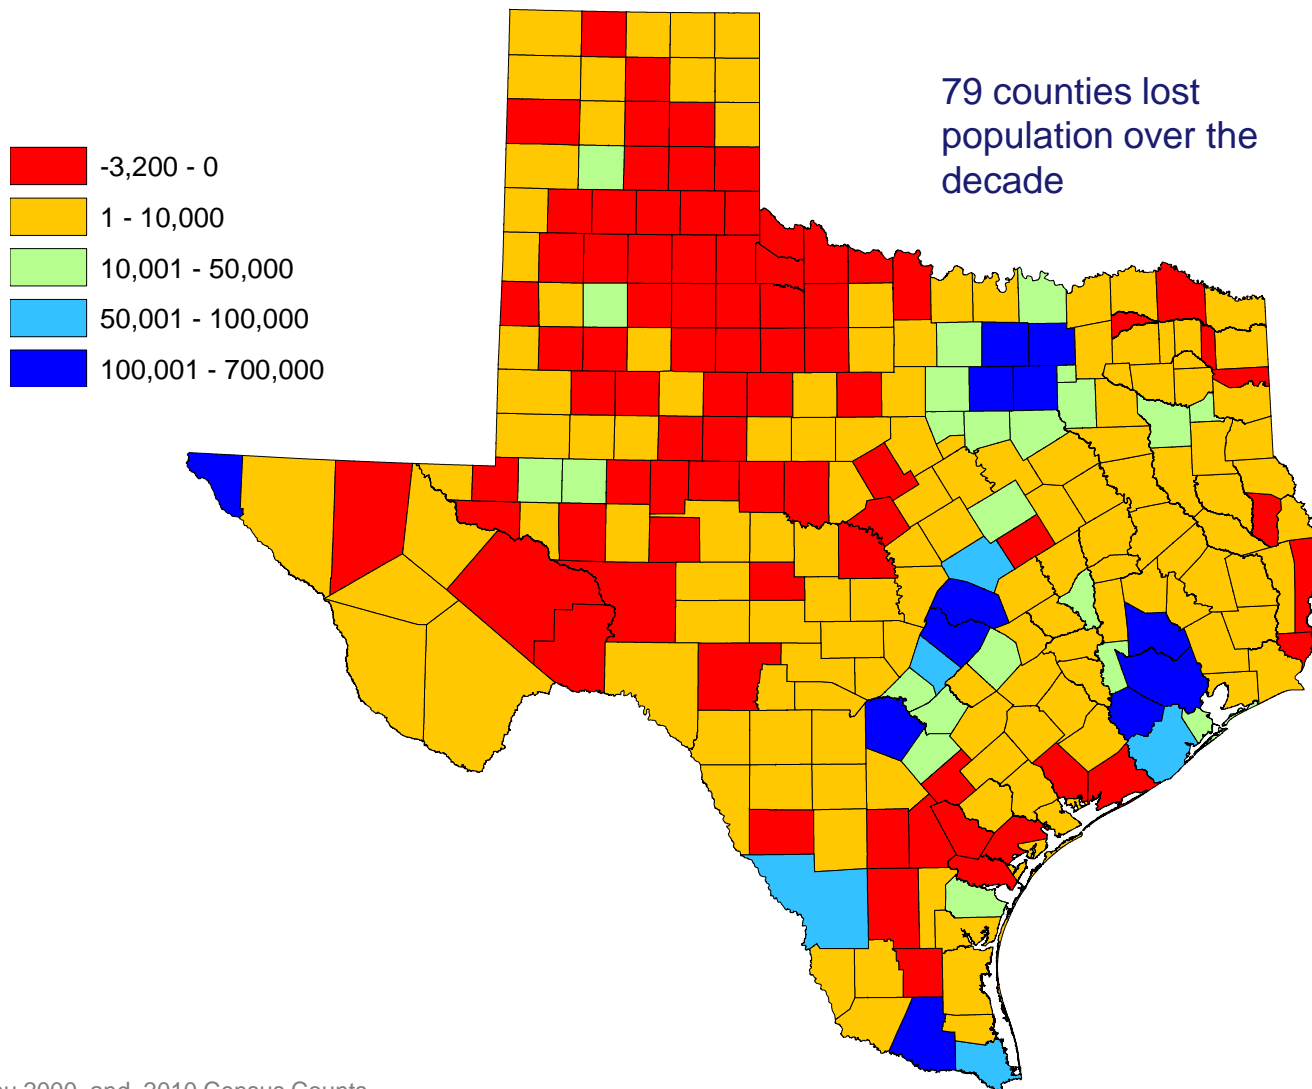 79 counties lost
population over the
decade
-3,200 - 0
1 - 10,000
10,001 - 50,000
50,001 - 100,000
100,001 - 700,000
2000 and 2010 Census Counts